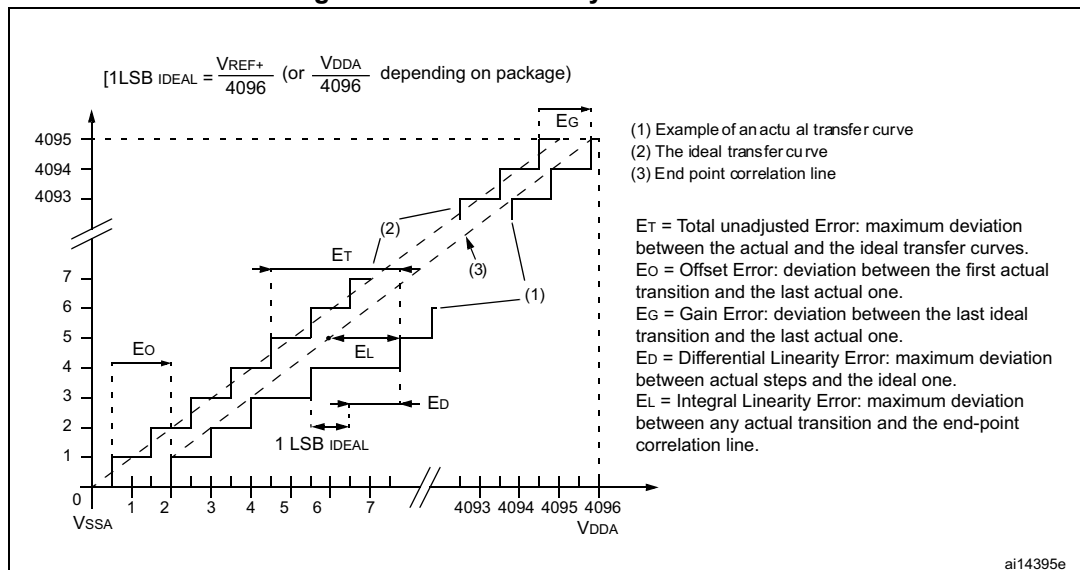 [1LSB IDEAL = VREF+ / 4096 (or VDDA / 4096 depending on package)
EG
4095
4094
4093
7
6
5
4
3
2
1
0
(2)
ET
(3)
(1)
EO
EL
ED
1 LSB IDEAL
1 2 3 4 5 6 7 4093 4094 4095 4096
VSSA
VDDA
(1) Example of an actu al transfer curve
(2) The ideal transfer curve
(3) End point correlation line
ET = Total unadjusted Error: maximum deviation
between the actual and the ideal transfer curves.
EO = Offset Error: deviation between the first actual
transition and the last actual one.
EG = Gain Error: deviation between the last ideal
transition and the last actual one.
ED = Differential Linearity Error: maximum deviation
between actual steps and the ideal one.
EL = Integral Linearity Error: maximum deviation
between any actual transition and the end-point
correlation line.
ai14395e